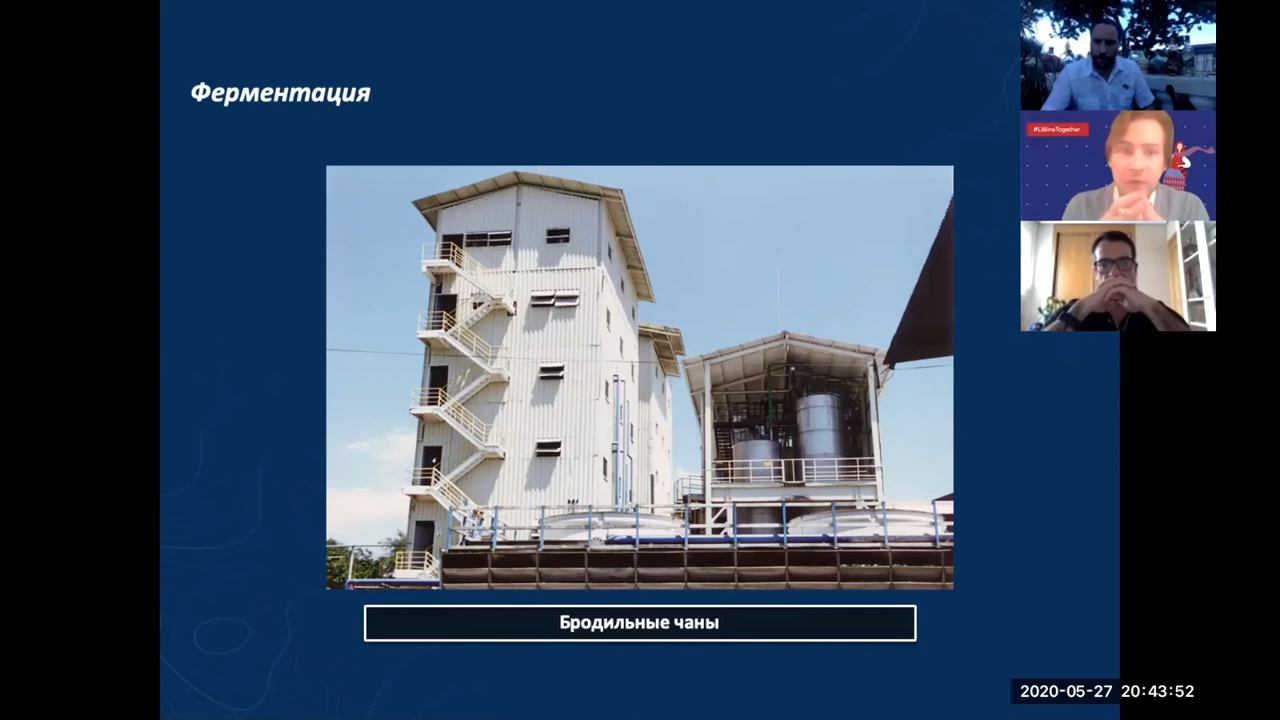 Ферментация
#LWineTogether
Бродильные чаны
2020-05-27 20:43:52